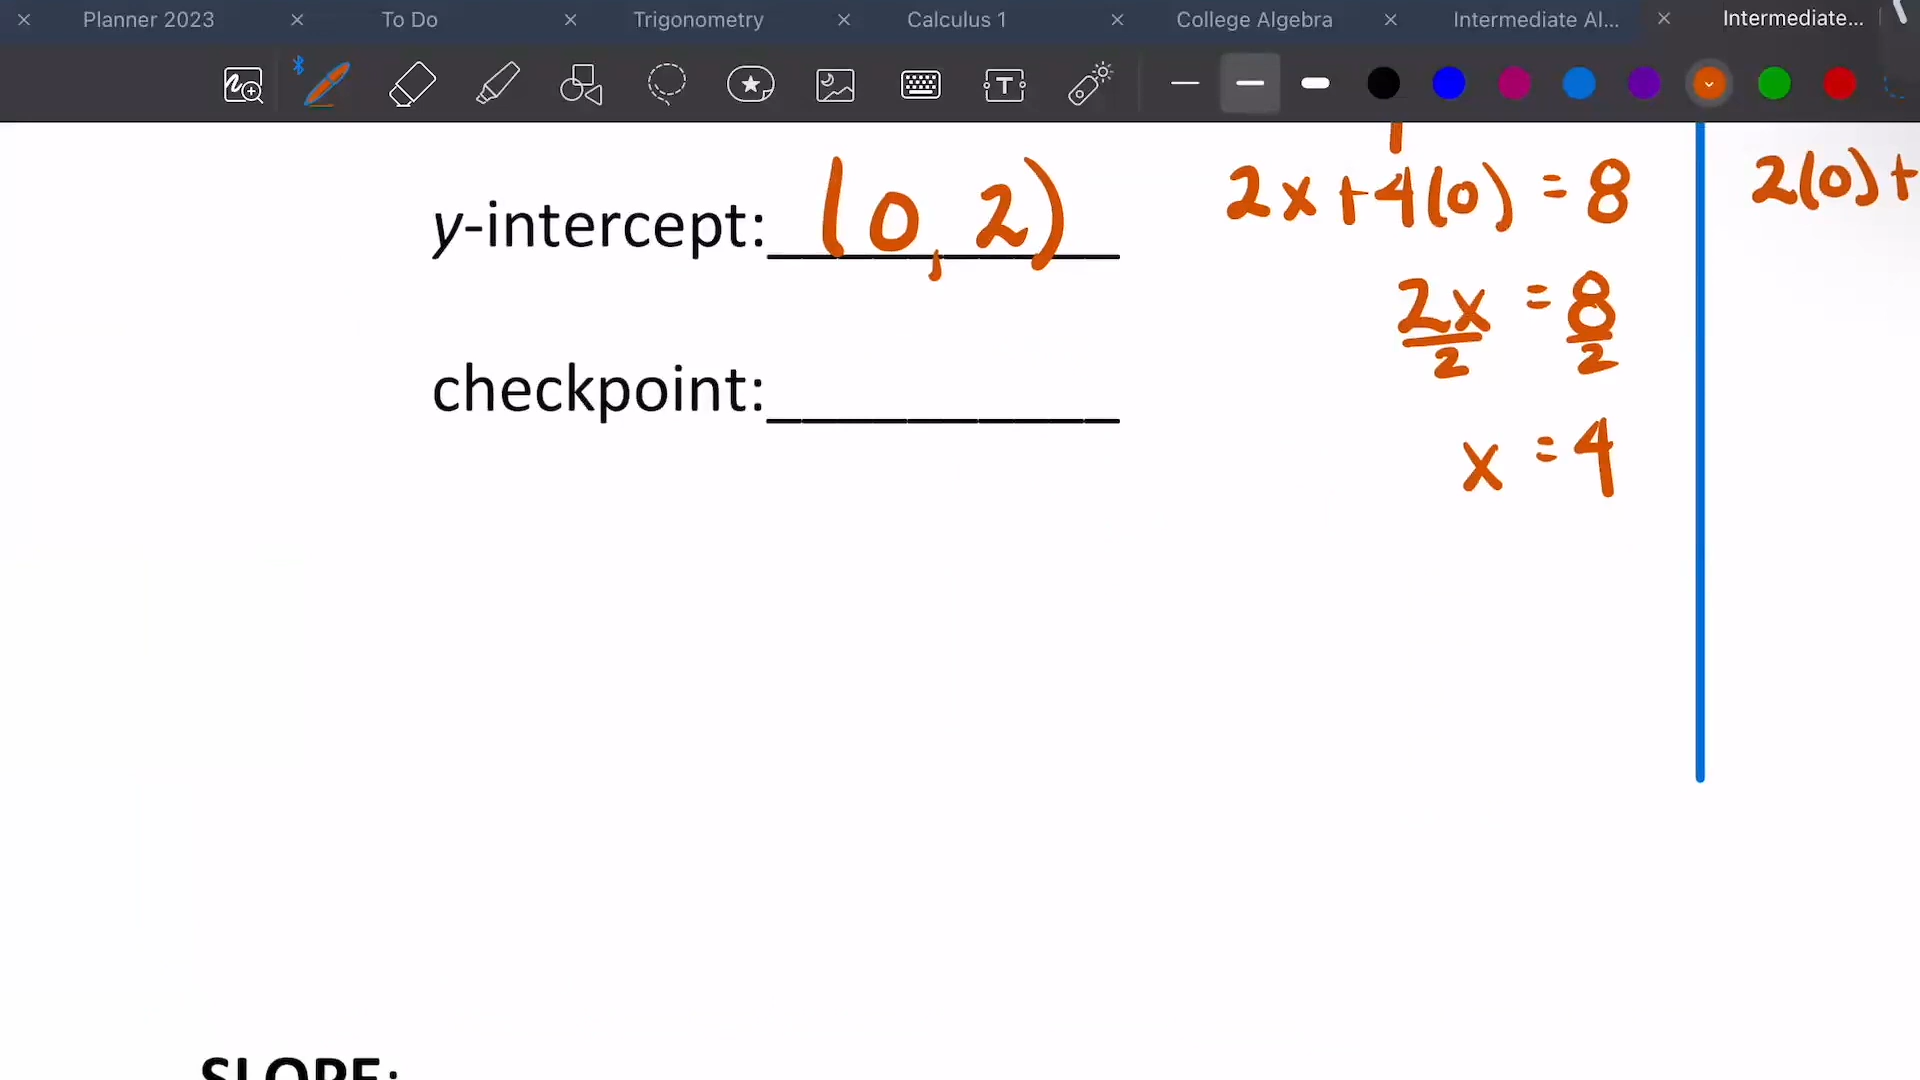 Planner 2023 To Do Trigonometry Calculus 1 College Algebra Intermediate Al... Intermediate...
y-intercept: (0, 2)
checkpoint:__________
2x+4(0) = 8
2x/2 = 8/2
x = 4
2(0)+
SLOPE: